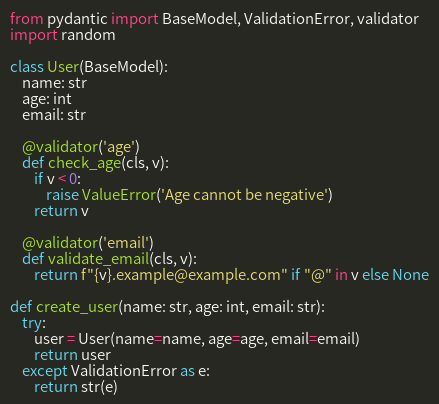 from pydantic import BaseModel, ValidationError, validator
import random
class User(BaseModel):
name: str
age: int
email: str
@validator('age')
def check_age(cls, v):
if v < 0:
raise ValueError('Age cannot be negative')
return v
@validator('email')
def validate_email(cls, v):
return f"{v}.example@example.com" if "@" in v else None
def create_user(name: str, age: int, email: str):
try:
user = User(name=name, age=age, email=email)
return user
except ValidationError as e:
return str(e)